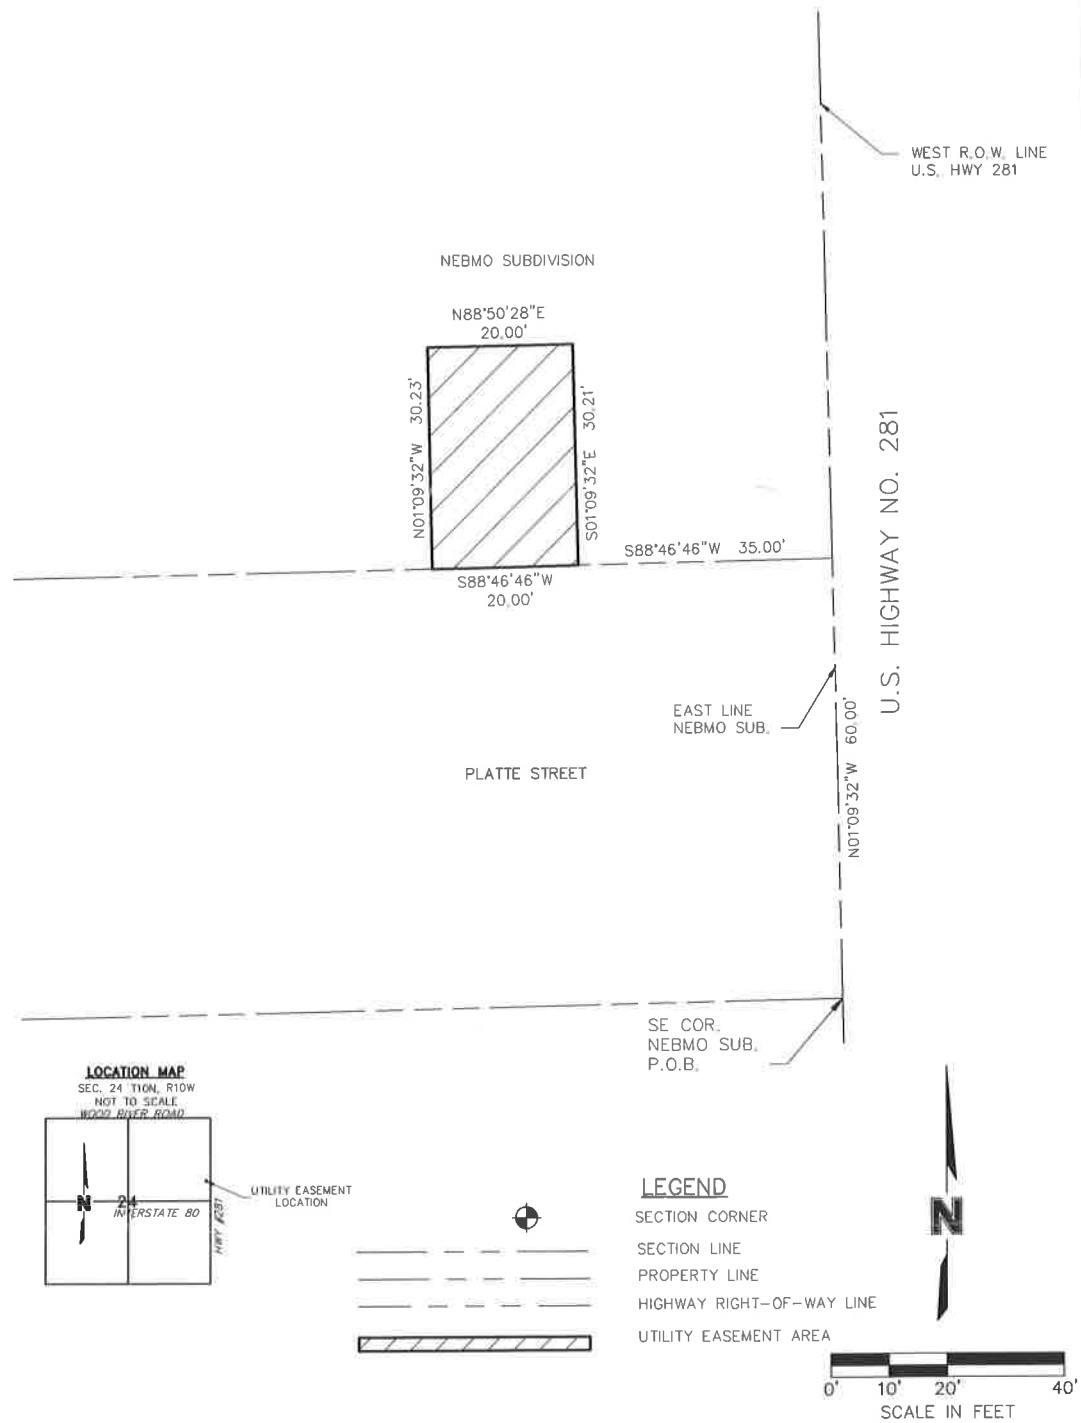 WEST R.O.W. LINE
U.S. HWY 281
NEBMO SUBDIVISION
N88°50'28"E
20.00'
N01°09'32"W 30.23'
S01°09'32"E 30.21'
S88°46'46"W 35.00'
S88°46'46"W
20.00'
U.S. HIGHWAY NO. 281
EAST LINE
NEBMO SUB.
N01°09'32"W 60.00'
PLATTE STREET
SE COR.
NEBMO SUB.
P.O.B.
LOCATION MAP
SEC. 24 T10N, R10W
NOT TO SCALE
WOOD RIVER ROAD
N
24
INTERSTATE 80
HWY #281
UTILITY EASEMENT
LOCATION
LEGEND
SECTION CORNER
SECTION LINE
PROPERTY LINE
HIGHWAY RIGHT-OF-WAY LINE
UTILITY EASEMENT AREA
N
0' 10' 20' 40'
SCALE IN FEET